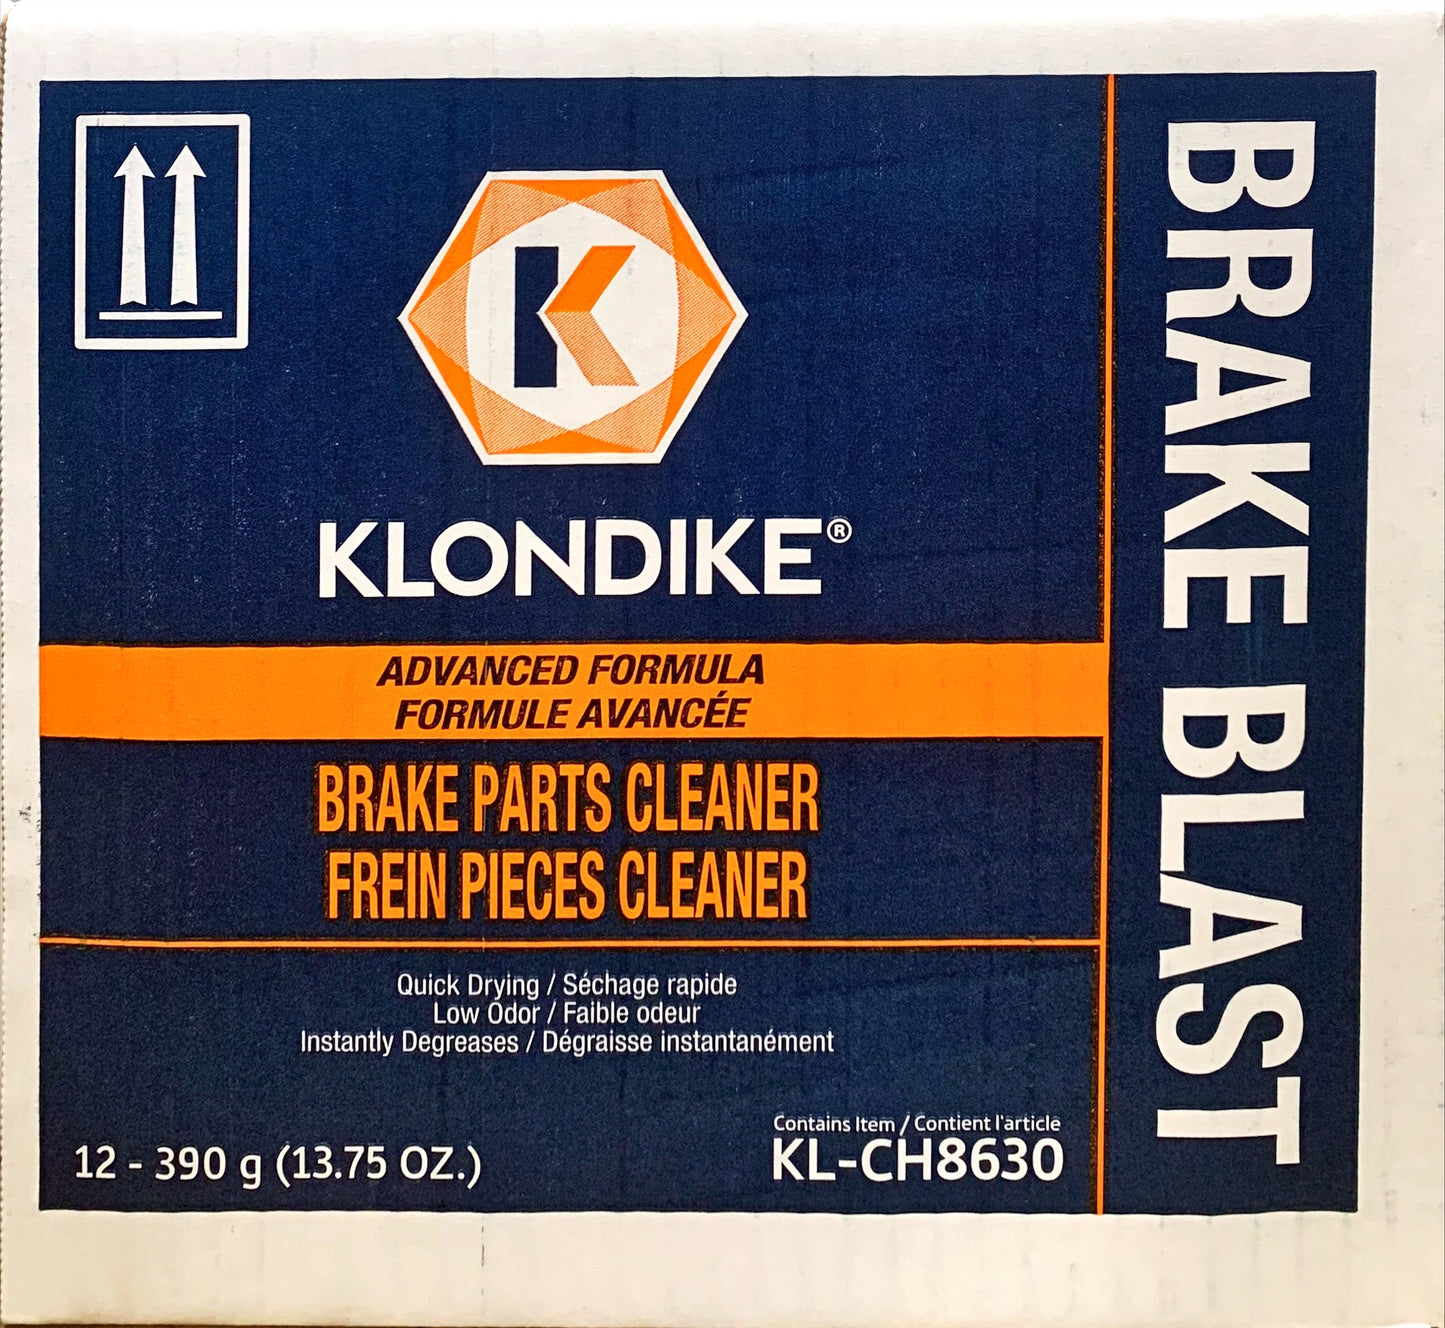 K
KLONDIKE®
ADVANCED FORMULA
FORMULE AVANCÉE
BRAKE PARTS CLEANER
FREIN PIECES CLEANER
Quick Drying / Séchage rapide
Low Odor / Faible odeur
Instantly Degreases / Dégraisse instantanément
12 - 390 g (13.75 OZ.)
Contains Item / Contient l'article
KL-CH8630
BRAKE BLAST